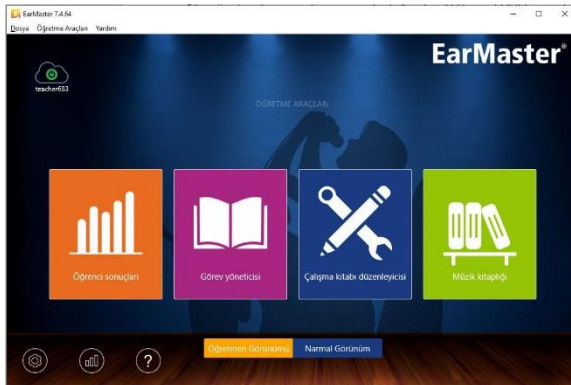 EarMaster 7.4.64
Dosya Öğretme Araçları Yardım
EarMaster®
teacher683
ÖĞRETME ARAÇLARI
Öğrenci sonuçları
Görev yöneticisi
Çalışma kitabı düzenleyicisi
Müzik kitaplığı
Öğretmen Görünümü
Normal Görünüm
?